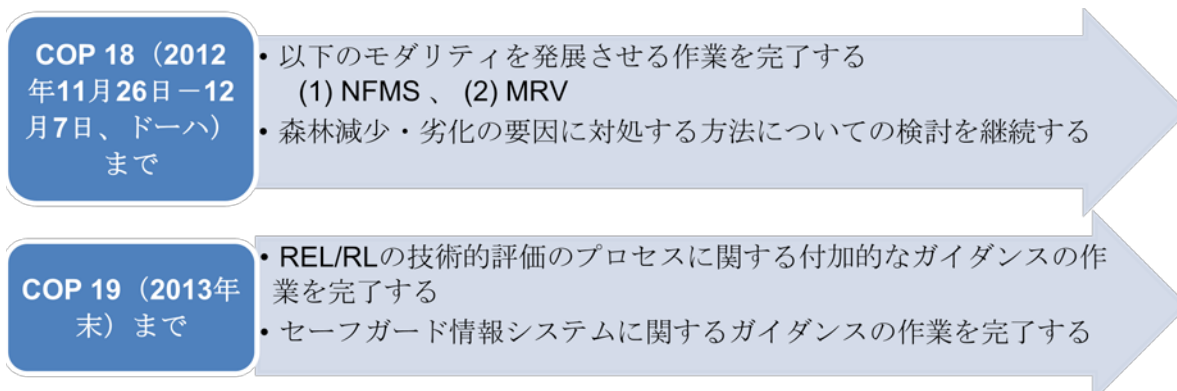 COP 18（2012
年11月26日－12
月7日、ドーハ）
まで
• 以下のモダリティを発展させる作業を完了する
(1) NFMS 、 (2) MRV
• 森林減少・劣化の要因に対処する方法についての検討を継続する
COP 19（2013年
末）まで
• REL/RLの技術的評価のプロセスに関する付加的なガイダンスの作
業を完了する
• セーフガード情報システムに関するガイダンスの作業を完了する